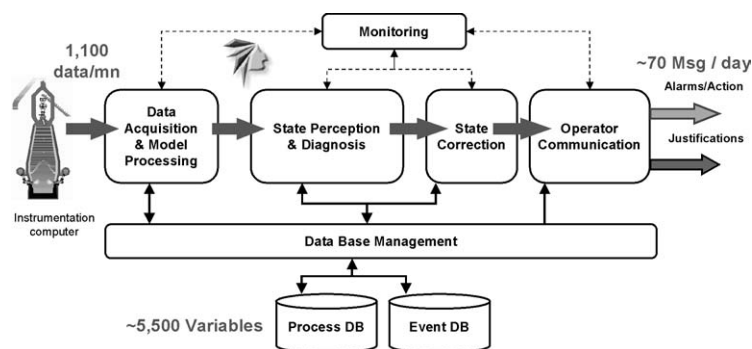 Monitoring
1,100
data/mn
~70 Msg / day
Alarms/Action
Data
Acquisition
& Model
Processing
State Perception
& Diagnosis
State
Correction
Operator
Communication
Justifications
Instrumentation
computer
Data Base Management
~5,500 Variables
Process DB
Event DB